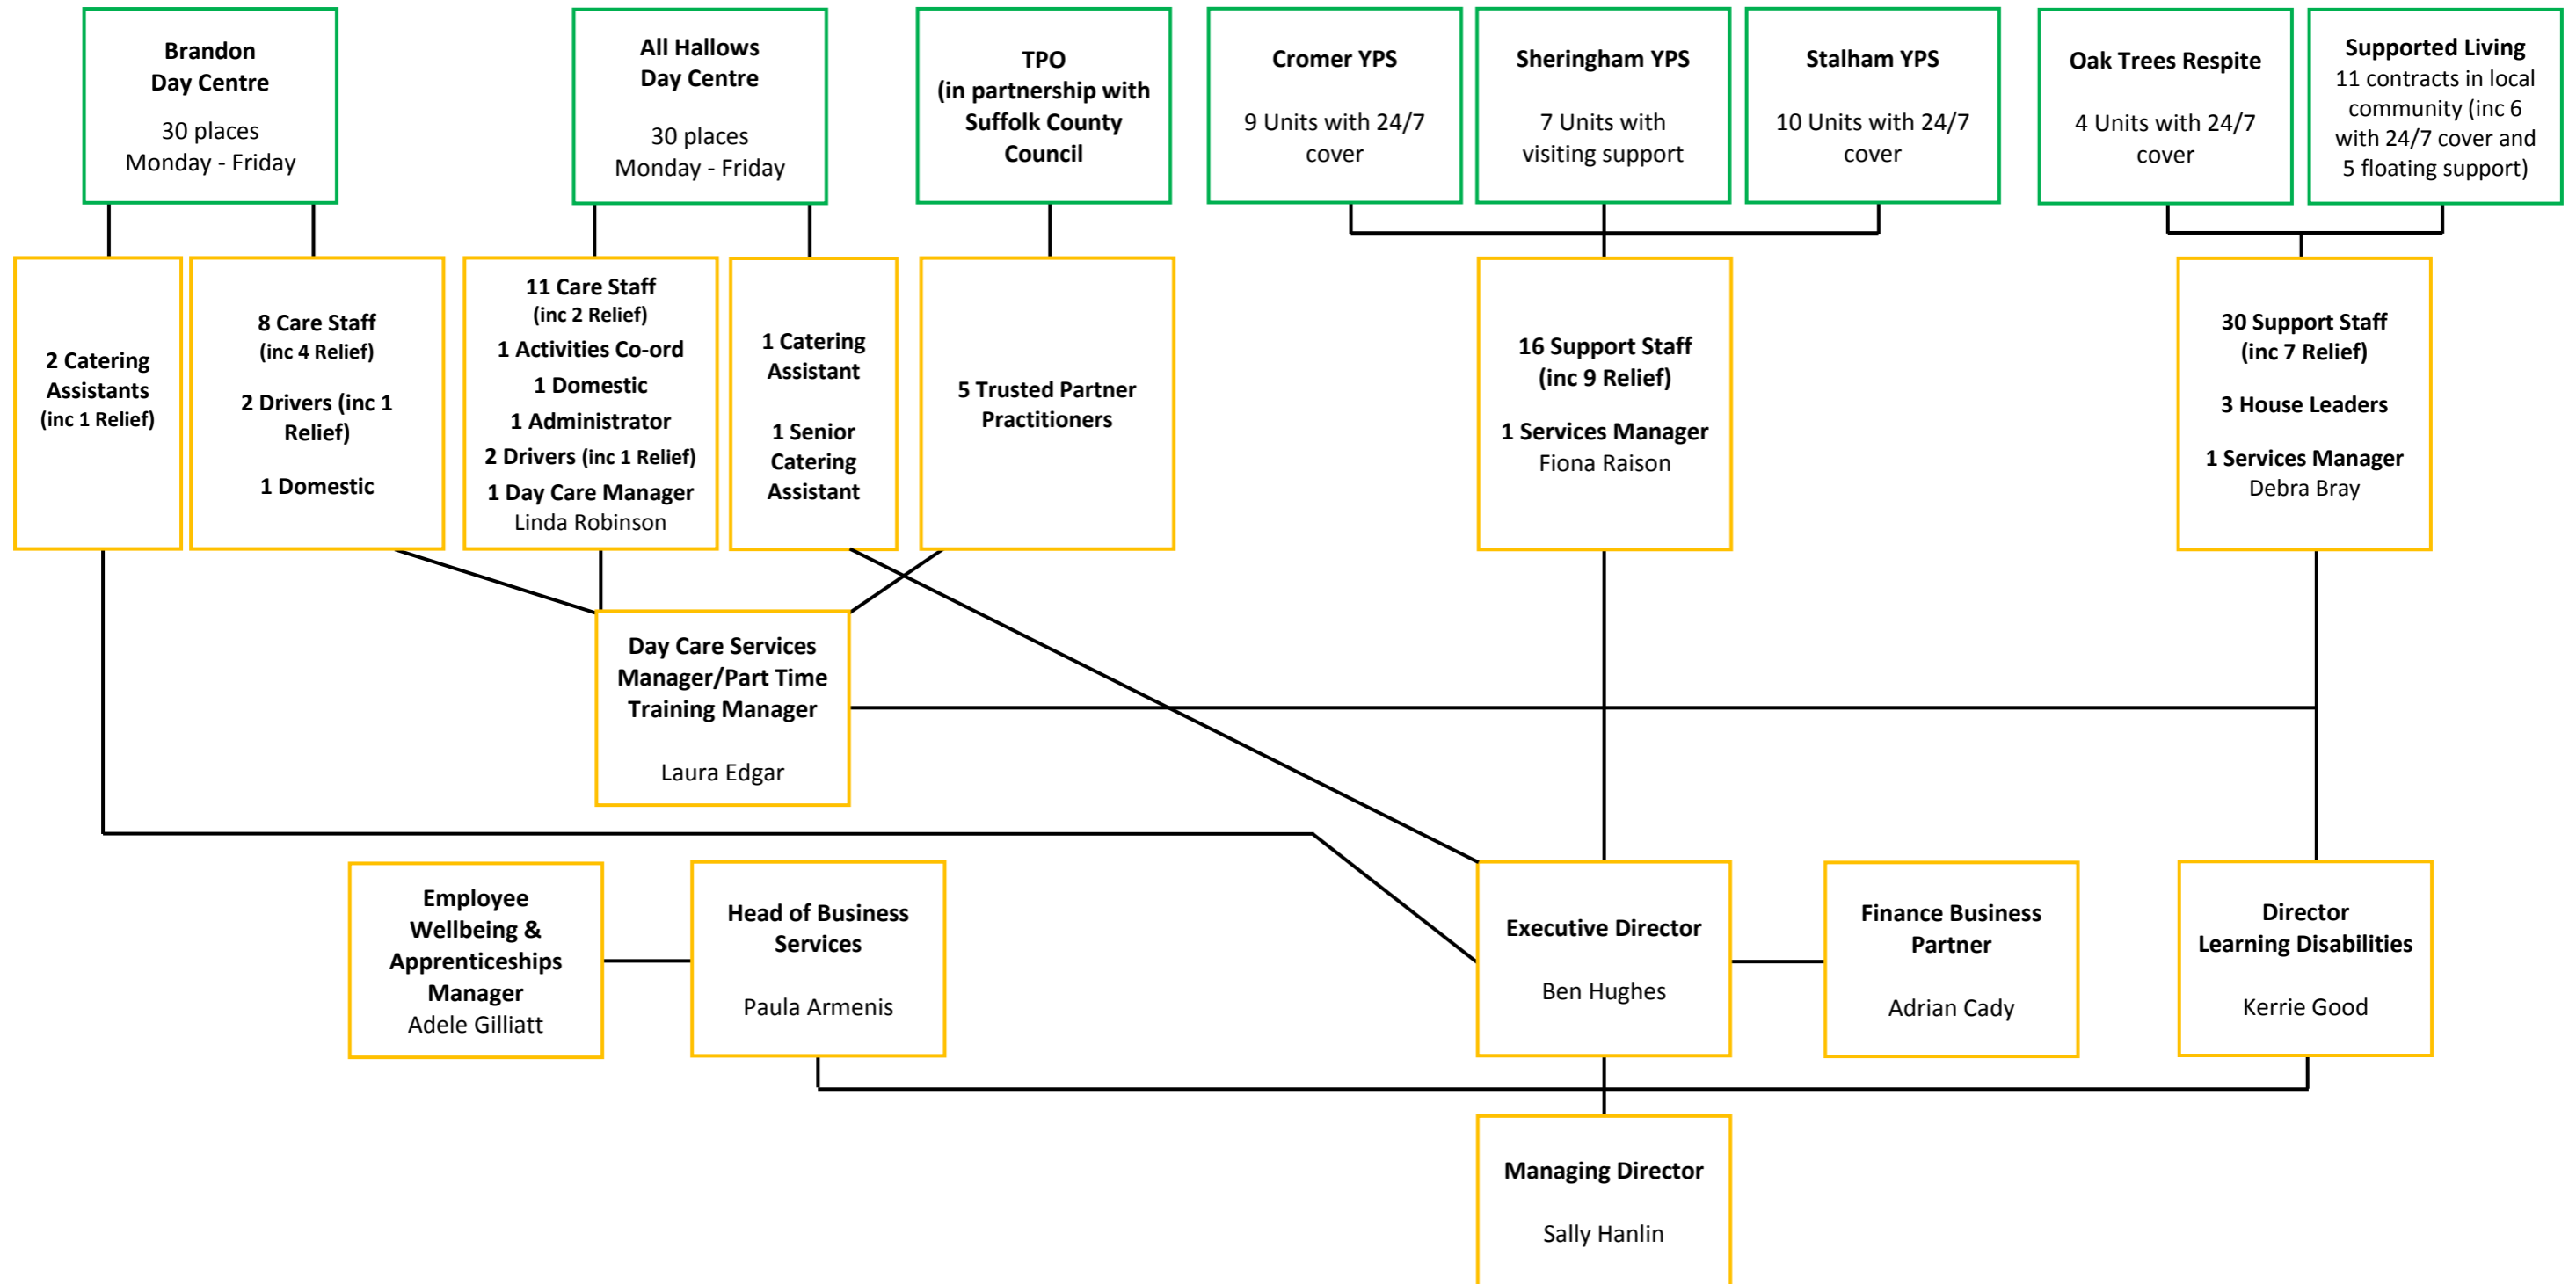 Brandon
Day Centre
30 places
Monday - Friday
All Hallows
Day Centre
30 places
Monday - Friday
TPO
(in partnership with
Suffolk County
Council
Cromer YPS
9 Units with 24/7
cover
Sheringham YPS
7 Units with
visiting support
Stalham YPS
10 Units with 24/7
cover
Oak Trees Respite
4 Units with 24/7
cover
Supported Living
11 contracts in local
community (inc 6
with 24/7 cover and
5 floating support)
2 Catering
Assistants
(inc 1 Relief)
8 Care Staff
(inc 4 Relief)
2 Drivers (inc 1
Relief)
1 Domestic
11 Care Staff
(inc 2 Relief)
1 Activities Co-ord
1 Domestic
1 Administrator
2 Drivers (inc 1 Relief)
1 Day Care Manager
Linda Robinson
1 Catering
Assistant
1 Senior
Catering
Assistant
5 Trusted Partner
Practitioners
16 Support Staff
(inc 9 Relief)
1 Services Manager
Fiona Raison
30 Support Staff
(inc 7 Relief)
3 House Leaders
1 Services Manager
Debra Bray
Day Care Services
Manager/Part Time
Training Manager
Laura Edgar
Employee
Wellbeing &
Apprenticeships
Manager
Adele Gilliatt
Head of Business
Services
Paula Armenis
Executive Director
Ben Hughes
Finance Business
Partner
Adrian Cady
Director
Learning Disabilities
Kerrie Good
Managing Director
Sally Hanlin